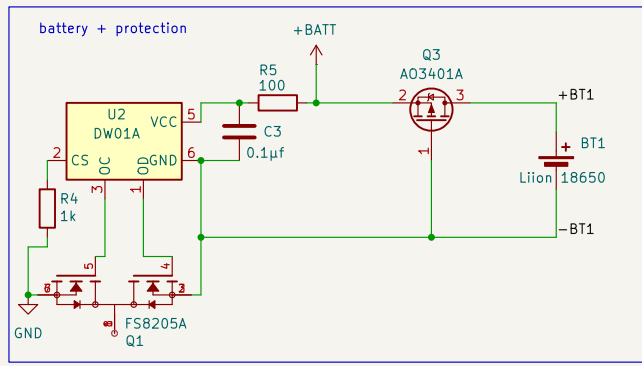 battery + protection
+BATT
Q3
AO3401A
R5
100
2
3
+BT1
U2
DW01A
VCC
5
C3
0.1µf
1
BT1
Liion 18650
2
CS
OC
OD
GND
6
3
1
R4
1k
-BT1
5
4
GND
FS8205A
Q1